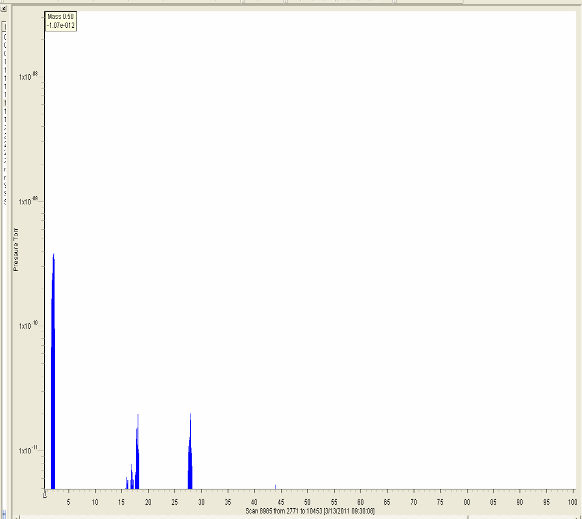 Mass 0.50
-1.07e-012
1x10⁻⁰⁸
1x10⁻⁰⁹
1x10⁻¹⁰
1x10⁻¹¹
Pressure Torr
5 10 15 20 25 30 35 40 45 50 55 60 65 70 75 80 85 90 95 100
Scan 8985 from 2771 to 10453 [3/13/2011 09:30:08]